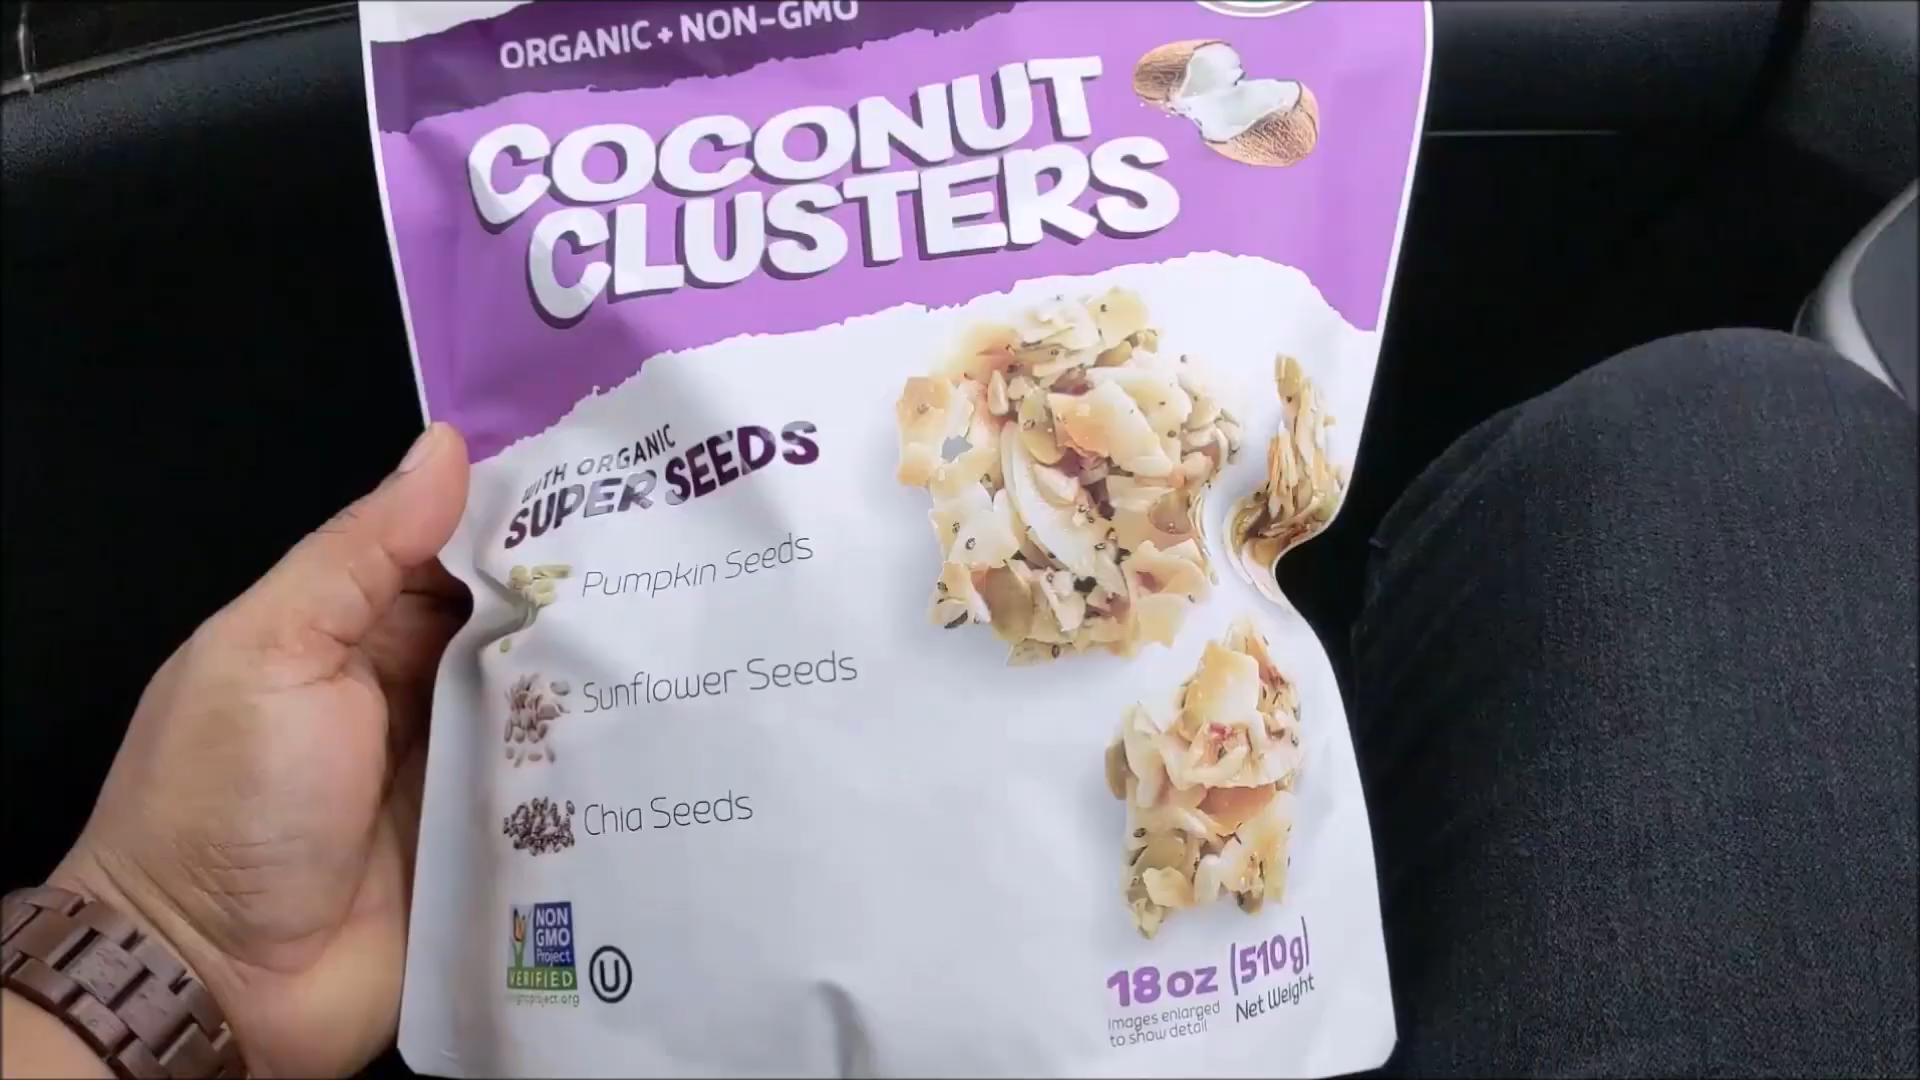 ORGANIC + NON-GMO
COCONUT
CLUSTERS
WITH ORGANIC
SUPER SEEDS
Pumpkin Seeds
Sunflower Seeds
Chia Seeds
NON
GMO
Project
VERIFIED
U
18 oz (510g)
Net Weight
Images enlarged
to show detail